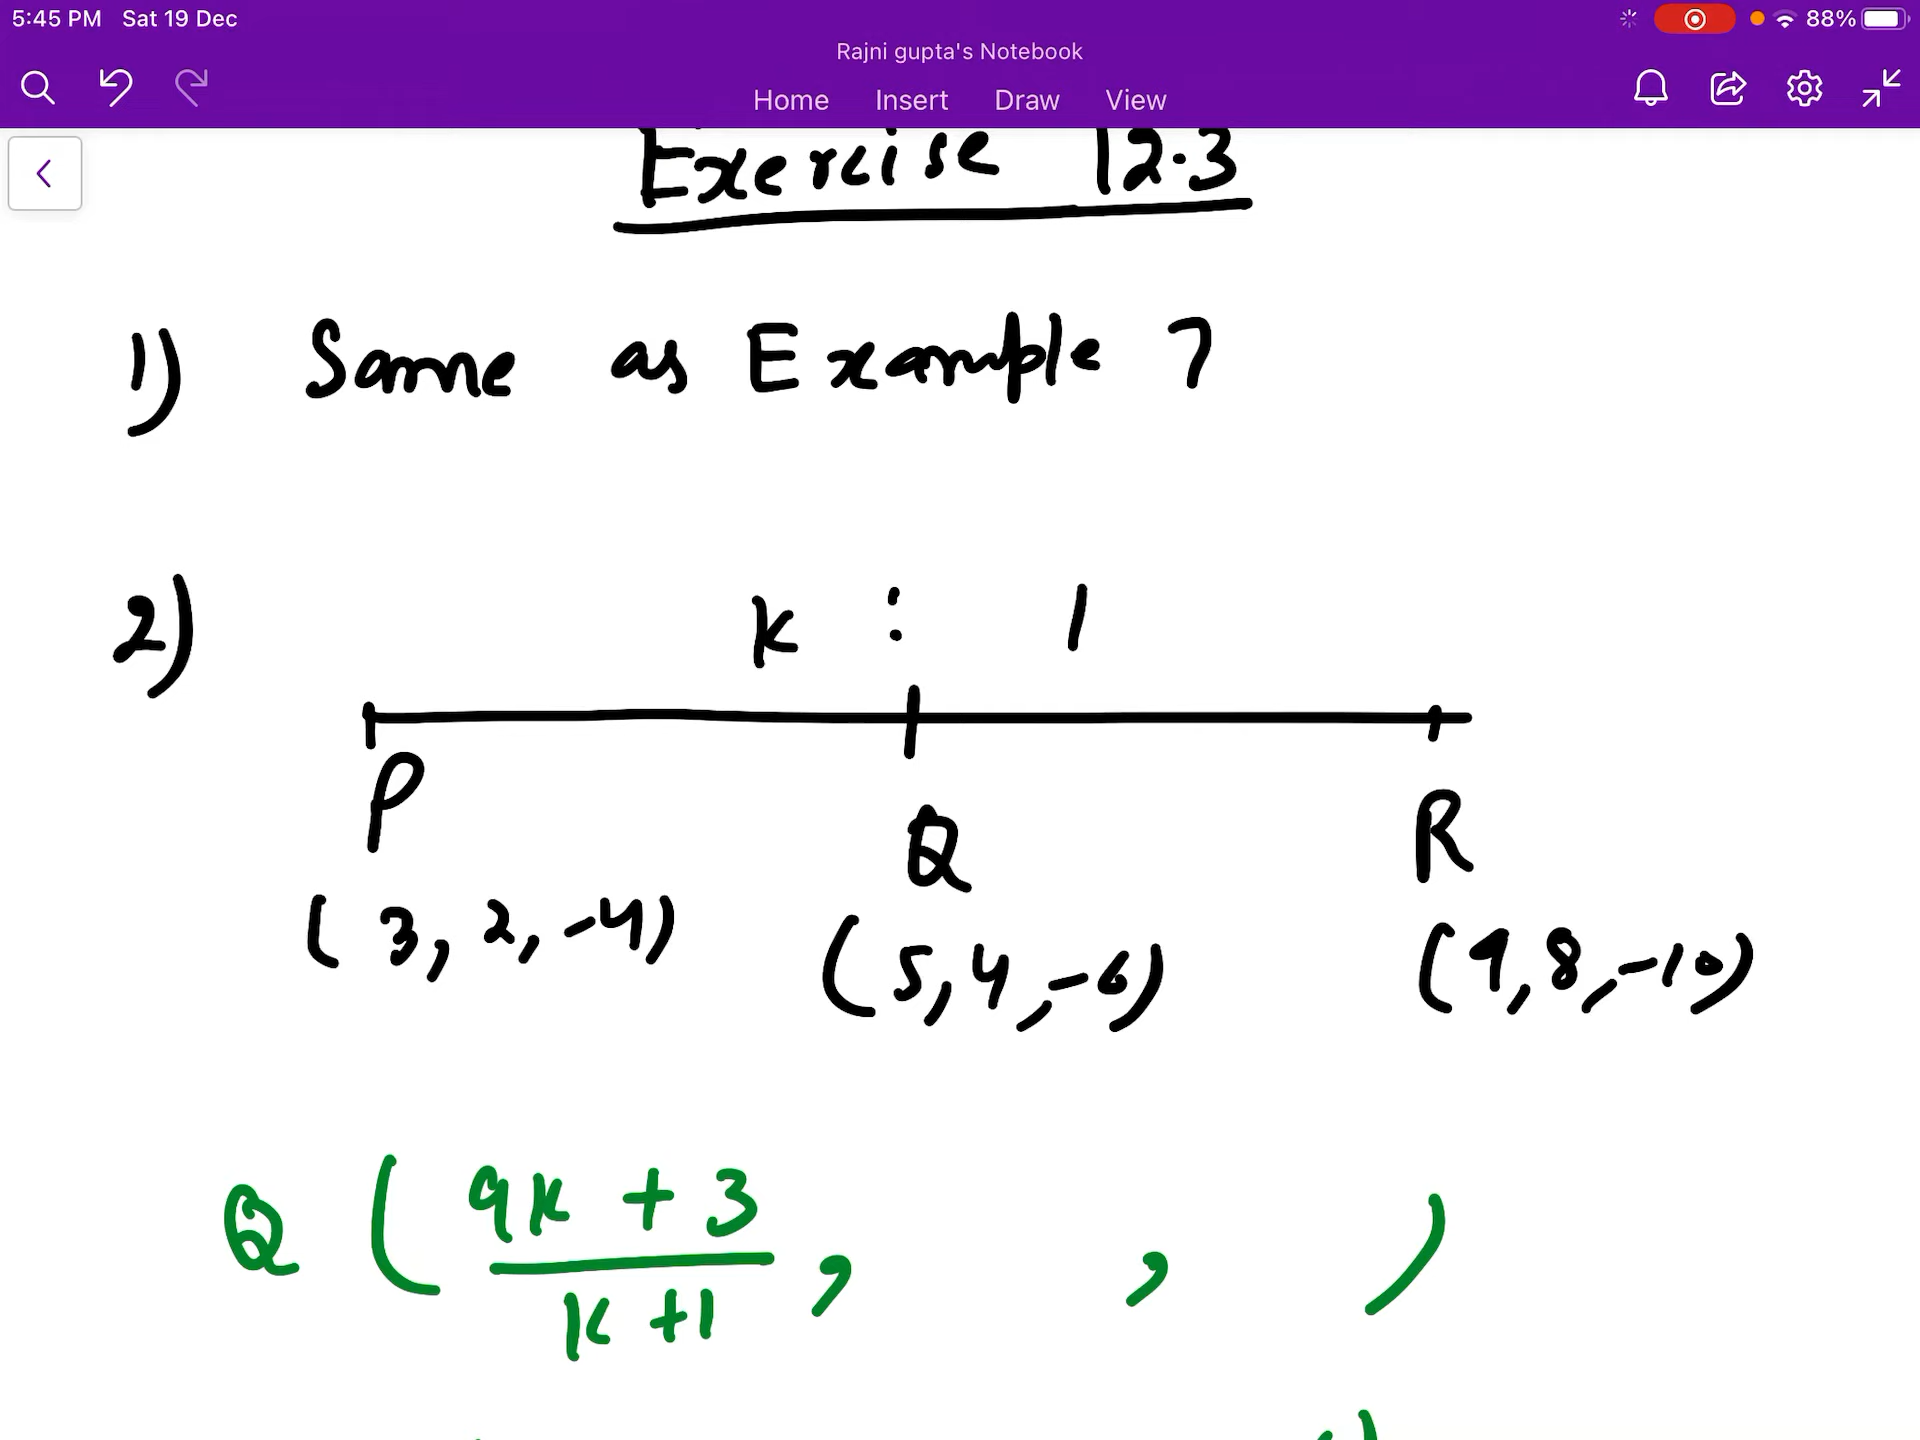 5:45 PM Sat 19 Dec
88%
Rajni gupta's Notebook
Home Insert Draw View
Exercise 12.3
1) Same as Example 7
2) k : 1
P Q R
(3, 2, -4) (5, 4, -6) (9, 8, -10)
Q ( 9k + 3 / k + 1 , , )